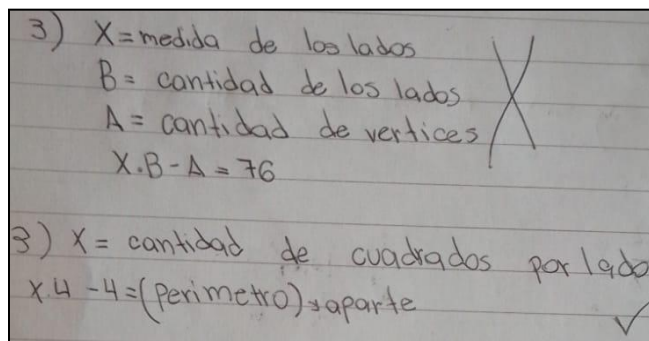 3) X = medida de los lados
B = cantidad de los lados
A = cantidad de vertices
X.B - A = 76
3) X = cantidad de cuadrados por lado
X.4 - 4 = (Perimetro) aparte